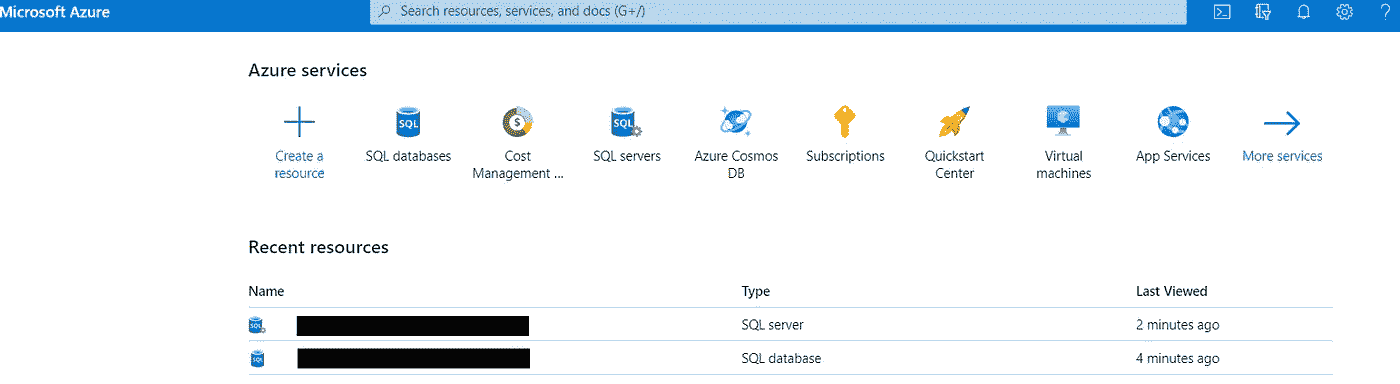 Microsoft Azure
Search resources, services, and docs (G+/)
Azure services
Create a
resource
SQL databases
Cost
Management ...
SQL servers
Azure Cosmos
DB
Subscriptions
Quickstart
Center
Virtual
machines
App Services
More services
Recent resources
Name Type Last Viewed
SQL server 2 minutes ago
SQL database 4 minutes ago